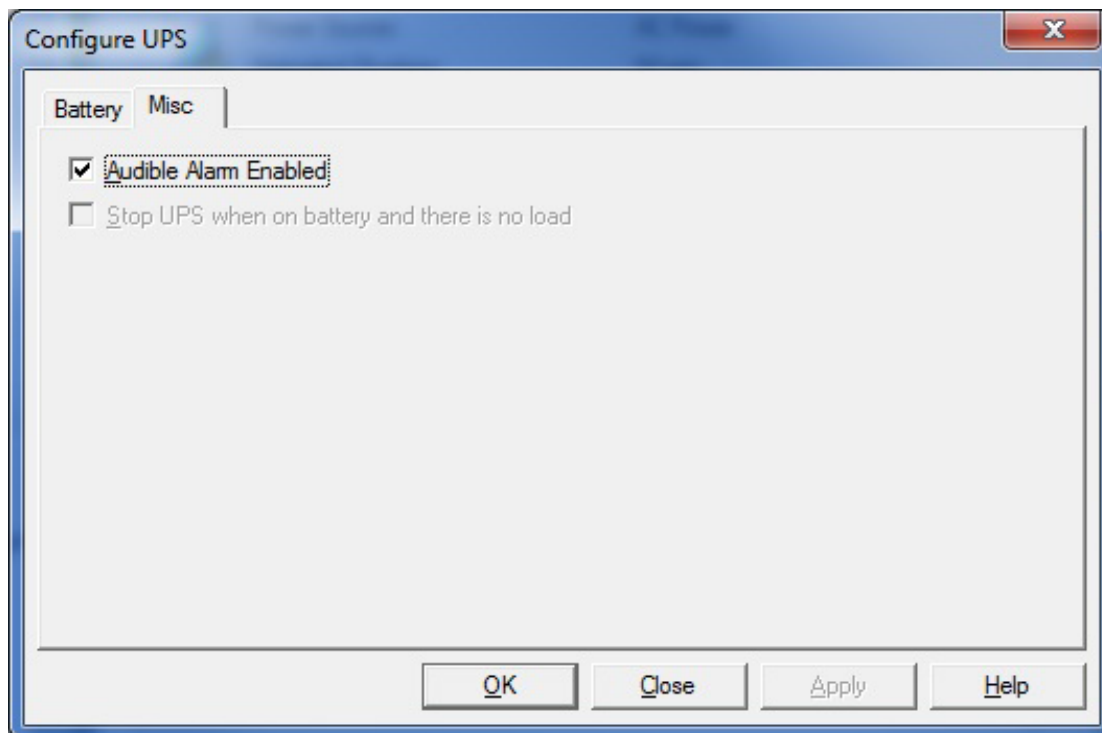 Configure UPS
Battery Misc
Audible Alarm Enabled
Stop UPS when on battery and there is no load
OK Close Apply Help